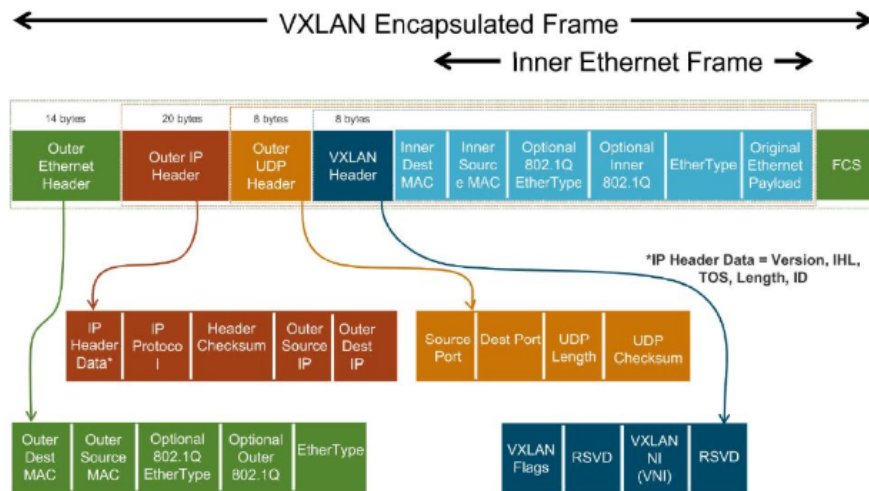 VXLAN Encapsulated Frame
Inner Ethernet Frame
14 bytes
20 bytes
8 bytes
8 bytes
Outer
Ethernet
Header
Outer IP
Header
Outer
UDP
Header
VXLAN
Header
Inner
Dest
MAC
Inner
Sourc
e MAC
Optional
802.1Q
EtherType
Optional
Inner
802.1Q
EtherType
Original
Ethernet
Payload
FCS
*IP Header Data = Version, IHL,
TOS, Length, ID
IP
Header
Data*
IP
Protoco
l
Header
Checksum
Outer
Source
IP
Outer
Dest
IP
Source
Port
Dest Port
UDP
Length
UDP
Checksum
Outer
Dest
MAC
Outer
Source
MAC
Optional
802.1Q
EtherType
Optional
Outer
802.1Q
EtherType
VXLAN
Flags
RSVD
VXLAN
NI
(VNI)
RSVD